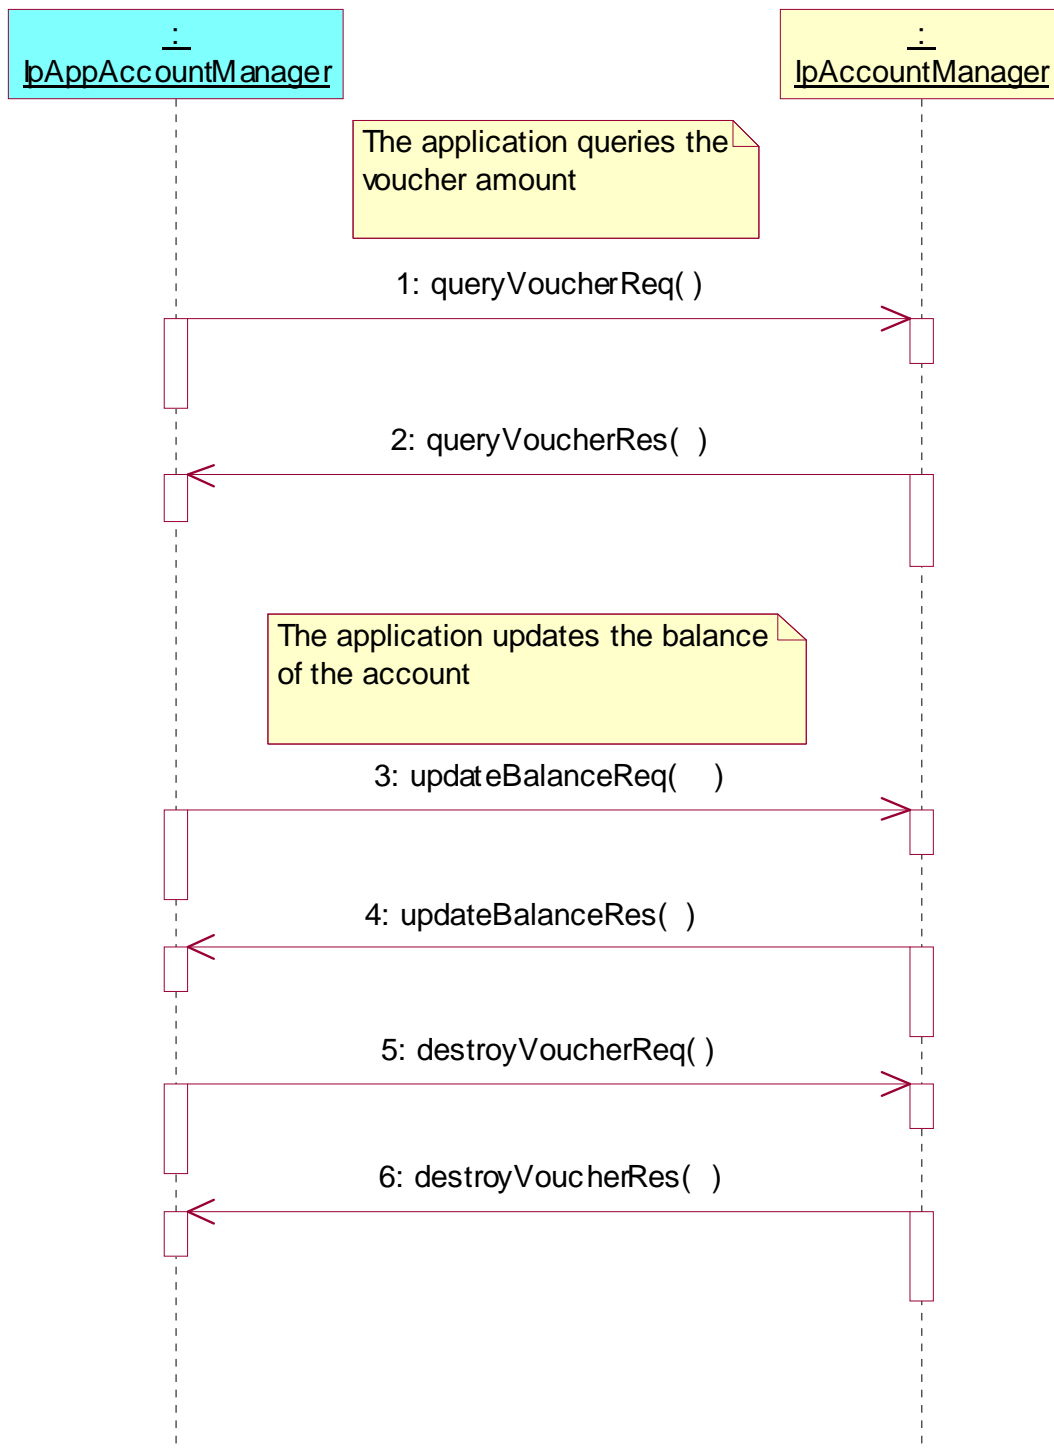 :
IpAppAccountManager
:
IpAccountManager
The application queries the
voucher amount
1: queryVoucherReq( )
2: queryVoucherRes(  )
The application updates the balance
of the account
3: updateBalanceReq(    )
4: updateBalanceRes(  )
5: destroyVoucherReq( )
6: destroyVoucherRes(  )